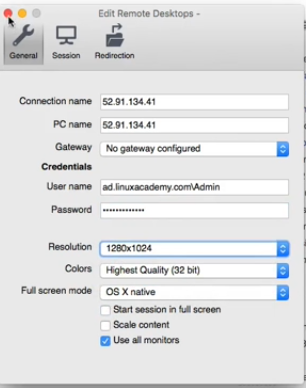 Edit Remote Desktops -
General Session Redirection
Connection name 52.91.134.41
PC name 52.91.134.41
Gateway No gateway configured
Credentials
User name ad.linuxacademy.com\Admin
Password •••••••••••••
Resolution 1280x1024
Colors Highest Quality (32 bit)
Full screen mode OS X native
Start session in full screen
Scale content
Use all monitors